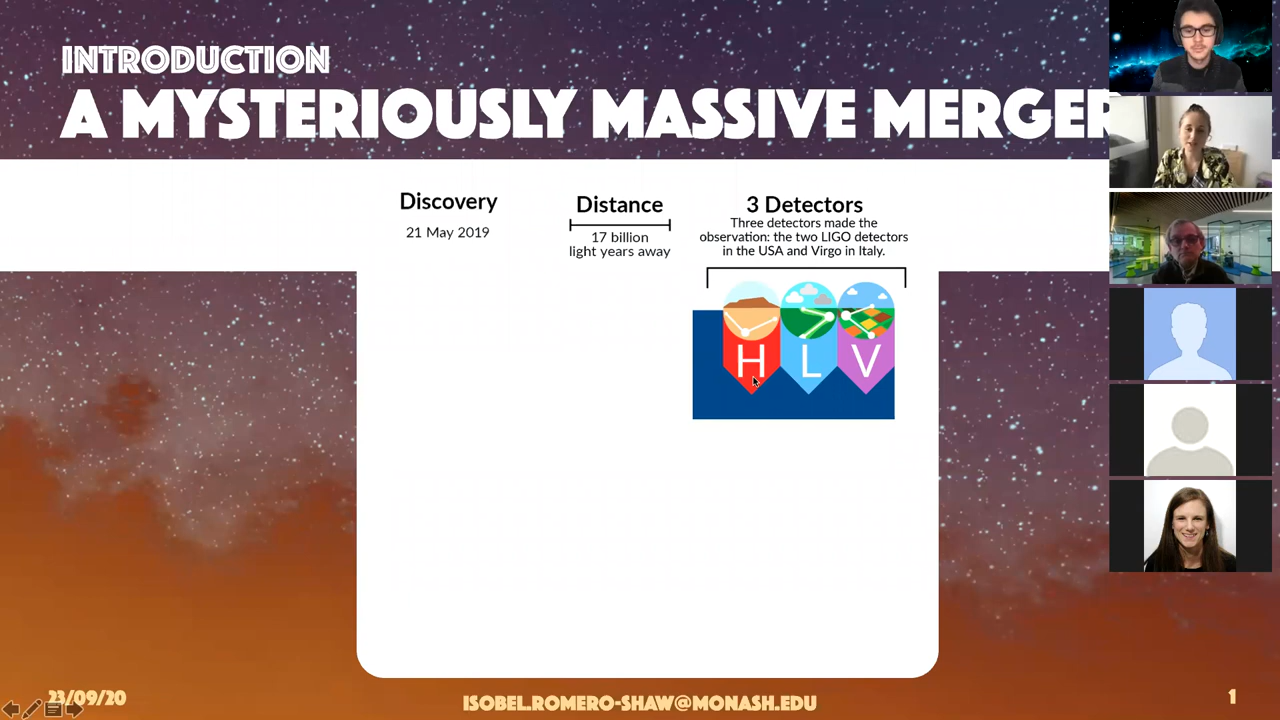 INTRODUCTION
A MYSTERIOUSLY MASSIVE MERGER
Discovery
21 May 2019
Distance
17 billion
light years away
3 Detectors
Three detectors made the
observation: the two LIGO detectors
in the USA and Virgo in Italy.
H L V
23/09/20
ISOBEL.ROMERO-SHAW@MONASH.EDU
1